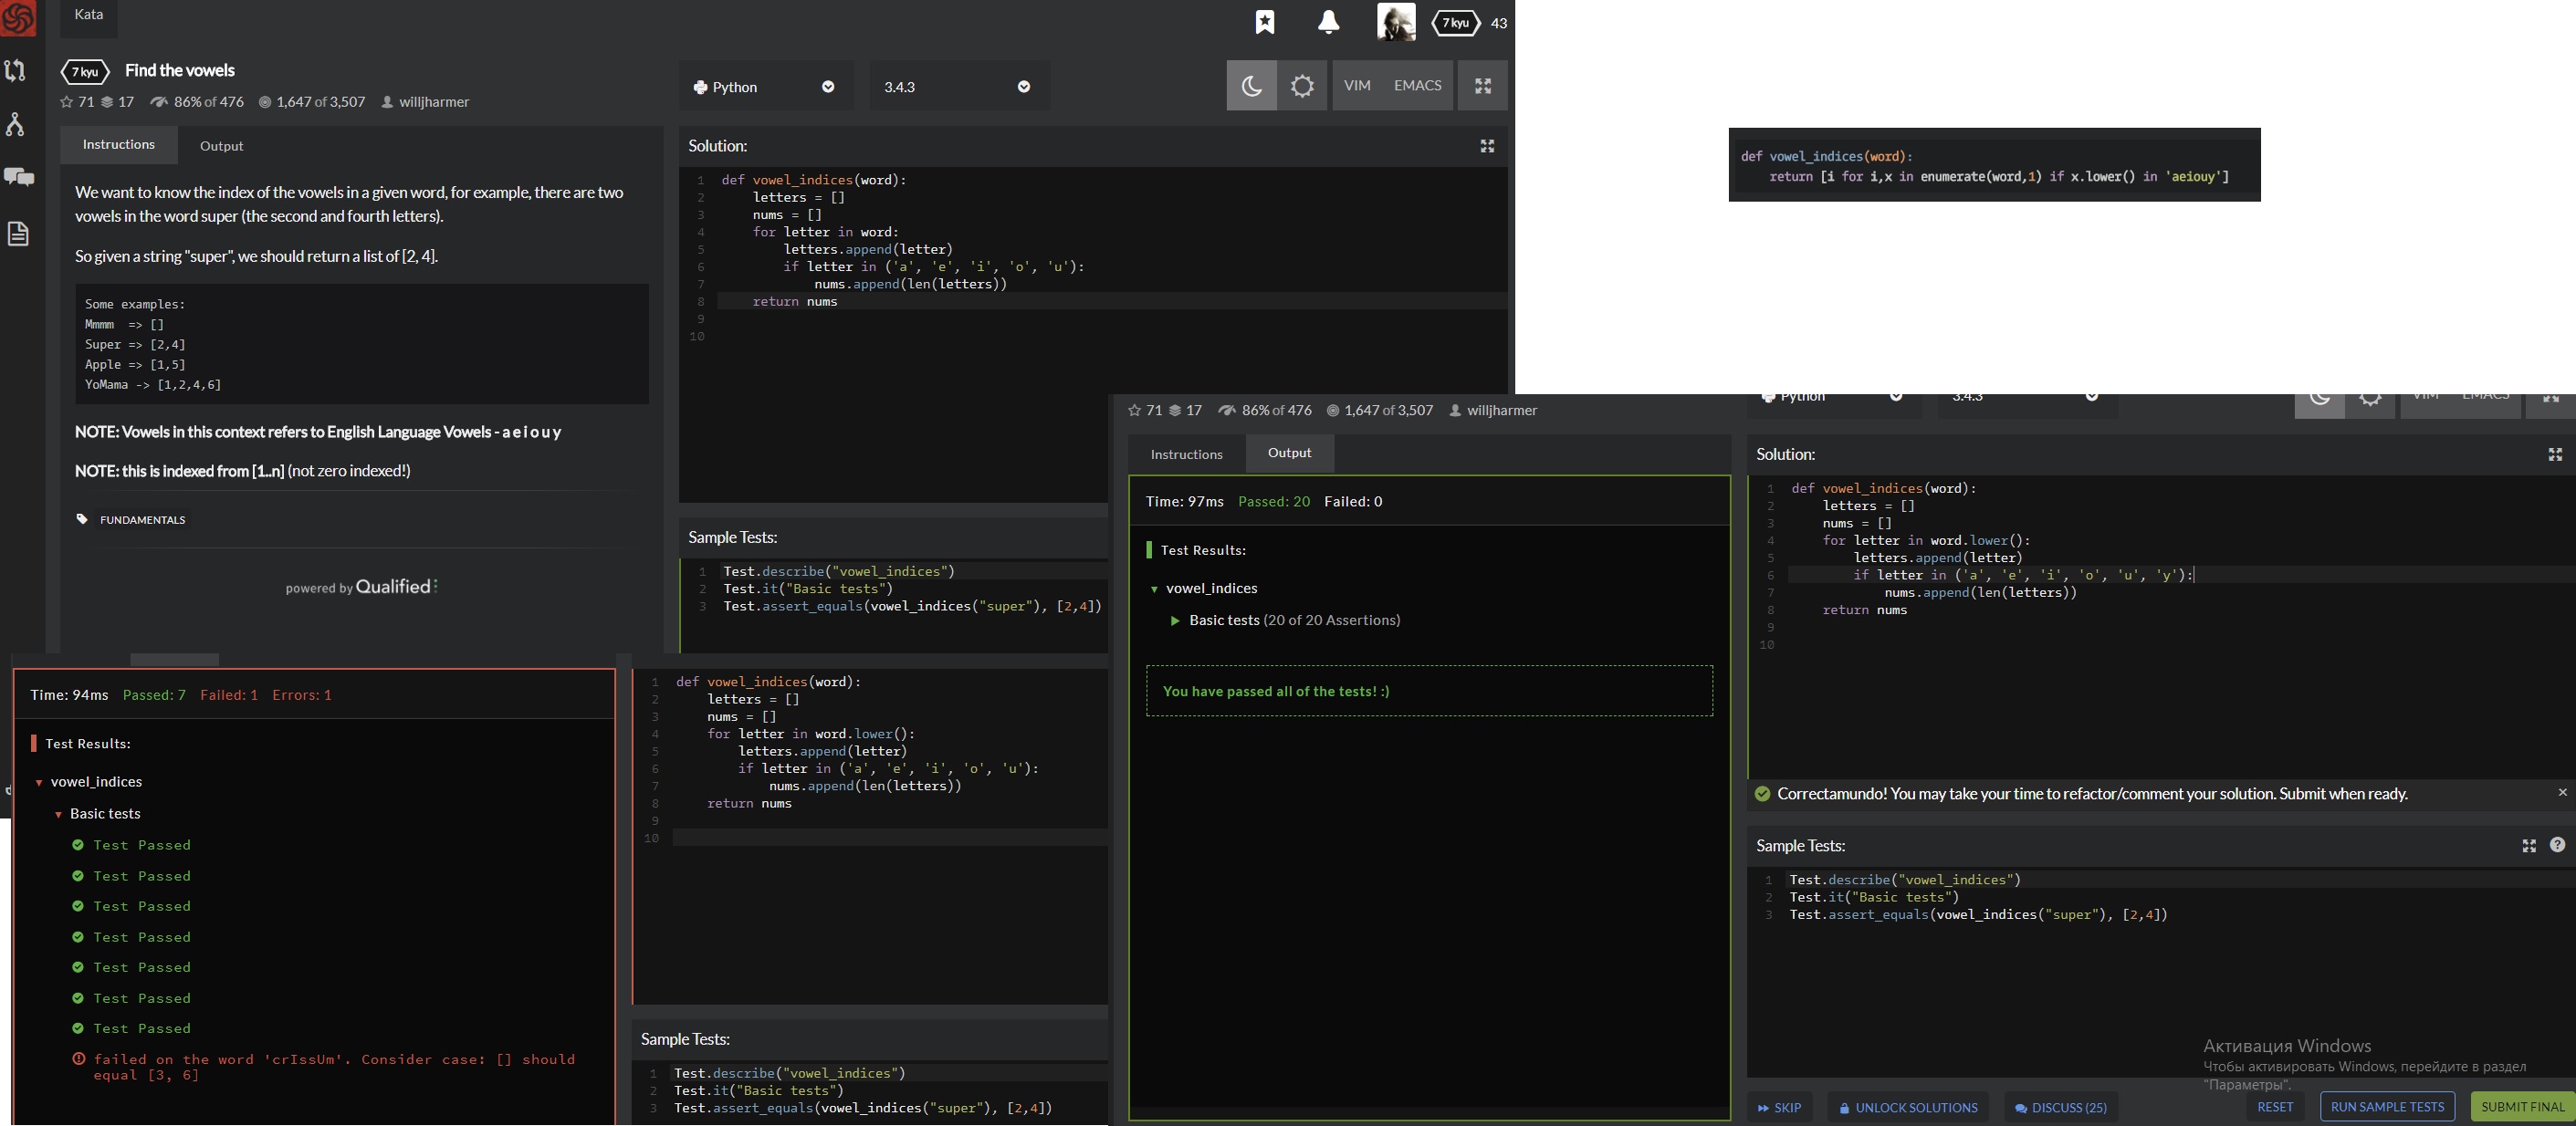 Kata
7 kyu 43
7 kyu Find the vowels
71 17 86% of 476 1,647 of 3,507 willjharmer
Python 3.4.3
VIM EMACS
Instructions Output
We want to know the index of the vowels in a given word, for example, there are two
vowels in the word super (the second and fourth letters).
So given a string "super", we should return a list of [2, 4].
Some examples:
Mmmm => []
Super => [2,4]
Apple => [1,5]
YoMama -> [1,2,4,6]
NOTE: Vowels in this context refers to English Language Vowels - a e i o u y
NOTE: this is indexed from [1..n] (not zero indexed!)
FUNDAMENTALS
powered by Qualified
Solution:
1 def vowel_indices(word):
2 letters = []
3 nums = []
4 for letter in word:
5 letters.append(letter)
6 if letter in ('a', 'e', 'i', 'o', 'u'):
7 nums.append(len(letters))
8 return nums
9
10
Sample Tests:
1 Test.describe("vowel_indices")
2 Test.it("Basic tests")
3 Test.assert_equals(vowel_indices("super"), [2,4])
def vowel_indices(word):
return [i for i,x in enumerate(word,1) if x.lower() in 'aeiouy']
Time: 94ms Passed: 7 Failed: 1 Errors: 1
Test Results:
vowel_indices
Basic tests
Test Passed
Test Passed
Test Passed
Test Passed
Test Passed
Test Passed
Test Passed
failed on the word 'crIssUm'. Consider case: [] should
equal [3, 6]
1 def vowel_indices(word):
2 letters = []
3 nums = []
4 for letter in word.lower():
5 letters.append(letter)
6 if letter in ('a', 'e', 'i', 'o', 'u'):
7 nums.append(len(letters))
8 return nums
9
10
Sample Tests:
1 Test.describe("vowel_indices")
2 Test.it("Basic tests")
3 Test.assert_equals(vowel_indices("super"), [2,4])
Python 3.4.3
VIM EMACS
71 17 86% of 476 1,647 of 3,507 willjharmer
Instructions Output
Time: 97ms Passed: 20 Failed: 0
Test Results:
vowel_indices
Basic tests (20 of 20 Assertions)
You have passed all of the tests! :)
Solution:
1 def vowel_indices(word):
2 letters = []
3 nums = []
4 for letter in word.lower():
5 letters.append(letter)
6 if letter in ('a', 'e', 'i', 'o', 'u', 'y'):
7 nums.append(len(letters))
8 return nums
9
10
Correctamundo! You may take your time to refactor/comment your solution. Submit when ready.
Sample Tests:
1 Test.describe("vowel_indices")
2 Test.it("Basic tests")
3 Test.assert_equals(vowel_indices("super"), [2,4])
Активация Windows
Чтобы активировать Windows, перейдите в раздел
"Параметры".
SKIP UNLOCK SOLUTIONS DISCUSS (25) RESET RUN SAMPLE TESTS SUBMIT FINAL